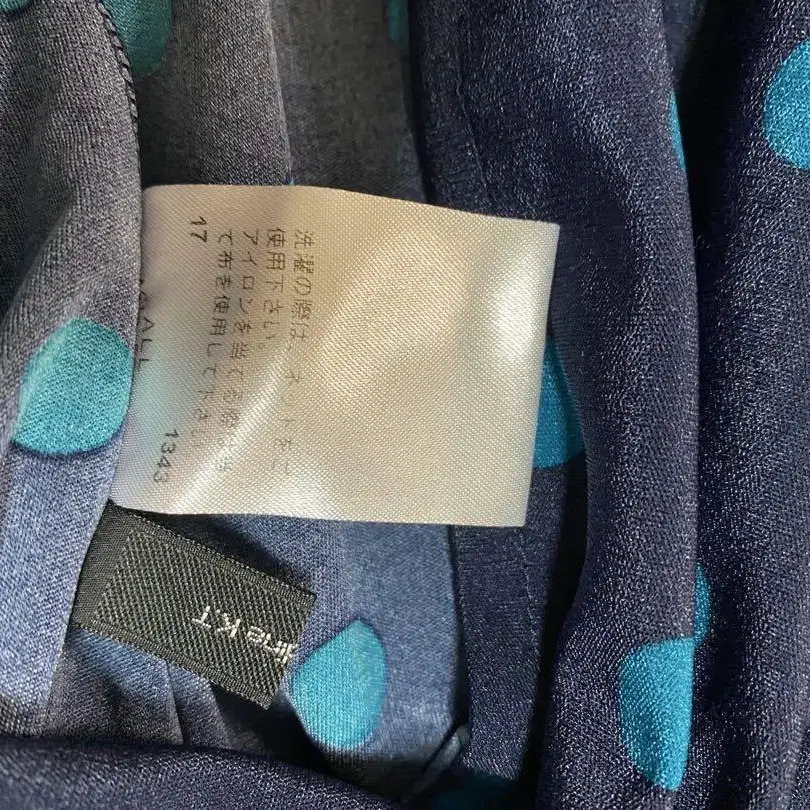 洗濯の際は、ネットをご
使用下さい。
アイロンを当てる際は当
て布を使用して下さい。
17 1343
K.T